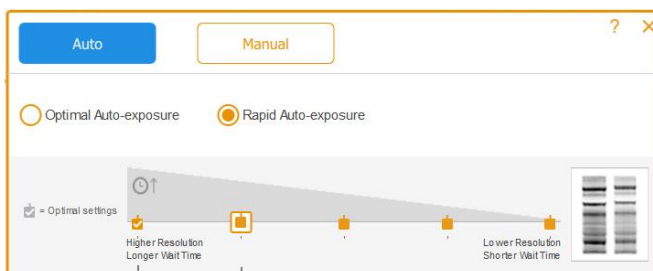 Auto
Manual
? ×
Optimal Auto-exposure
Rapid Auto-exposure
= Optimal settings
Higher Resolution
Longer Wait Time
Lower Resolution
Shorter Wait Time